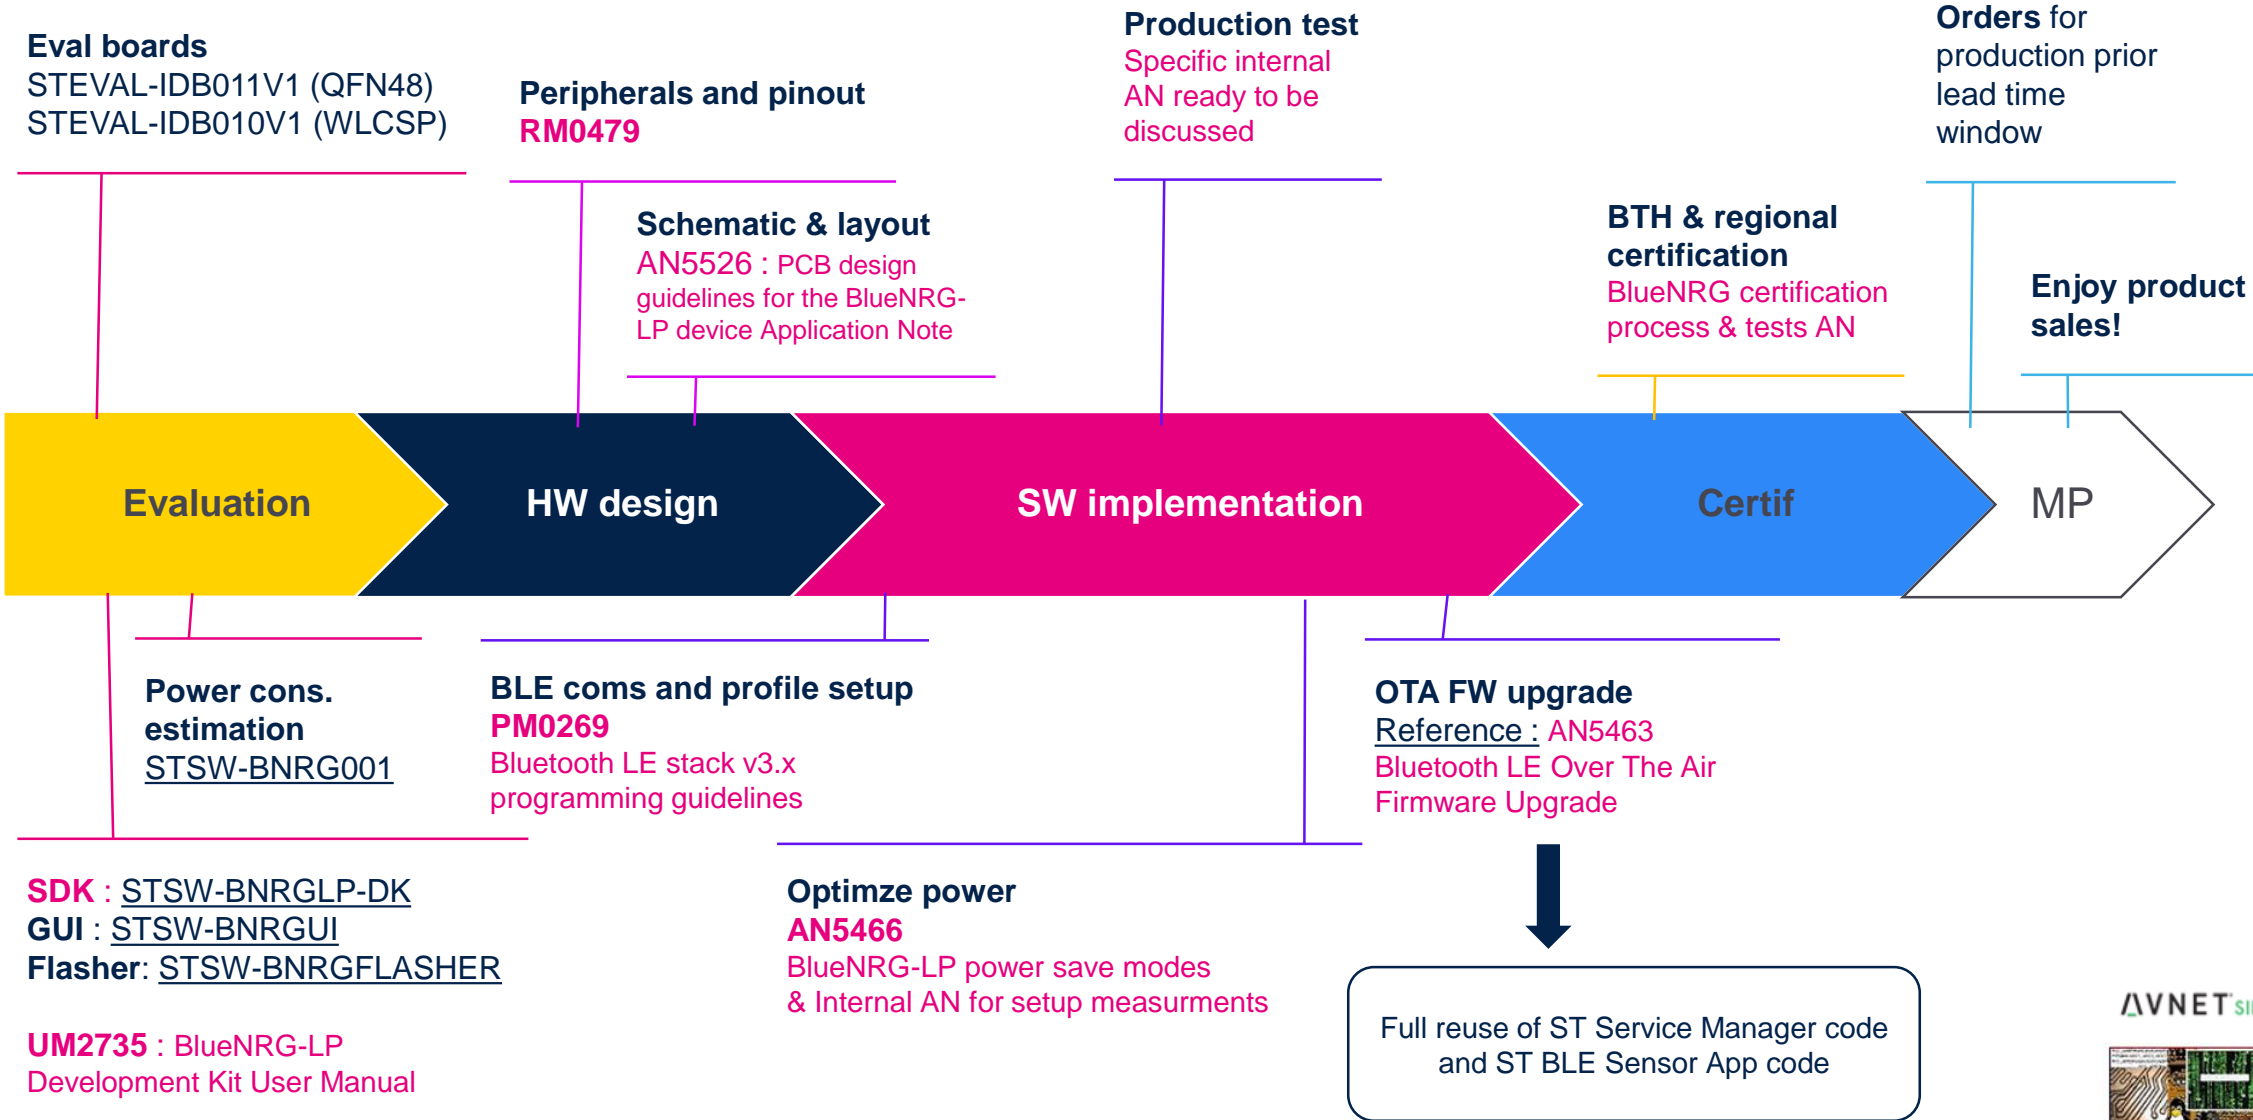 Eval boards
STEVAL-IDB011V1 (QFN48)
STEVAL-IDB010V1 (WLCSP)
Peripherals and pinout
RM0479
Schematic & layout
AN5526 : PCB design
guidelines for the BlueNRG-
LP device Application Note
Production test
Specific internal
AN ready to be
discussed
BTH & regional
certification
BlueNRG certification
process & tests AN
Orders for
production prior
lead time
window
Enjoy product
sales!
Evaluation
HW design
SW implementation
Certif
MP
Power cons.
estimation
STSW-BNRG001
SDK : STSW-BNRGLP-DK
GUI : STSW-BNRGUI
Flasher: STSW-BNRGFLASHER
UM2735 : BlueNRG-LP
Development Kit User Manual
BLE coms and profile setup
PM0269
Bluetooth LE stack v3.x
programming guidelines
Optimze power
AN5466
BlueNRG-LP power save modes
& Internal AN for setup measurments
OTA FW upgrade
Reference : AN5463
Bluetooth LE Over The Air
Firmware Upgrade
Full reuse of ST Service Manager code
and ST BLE Sensor App code
AVNET